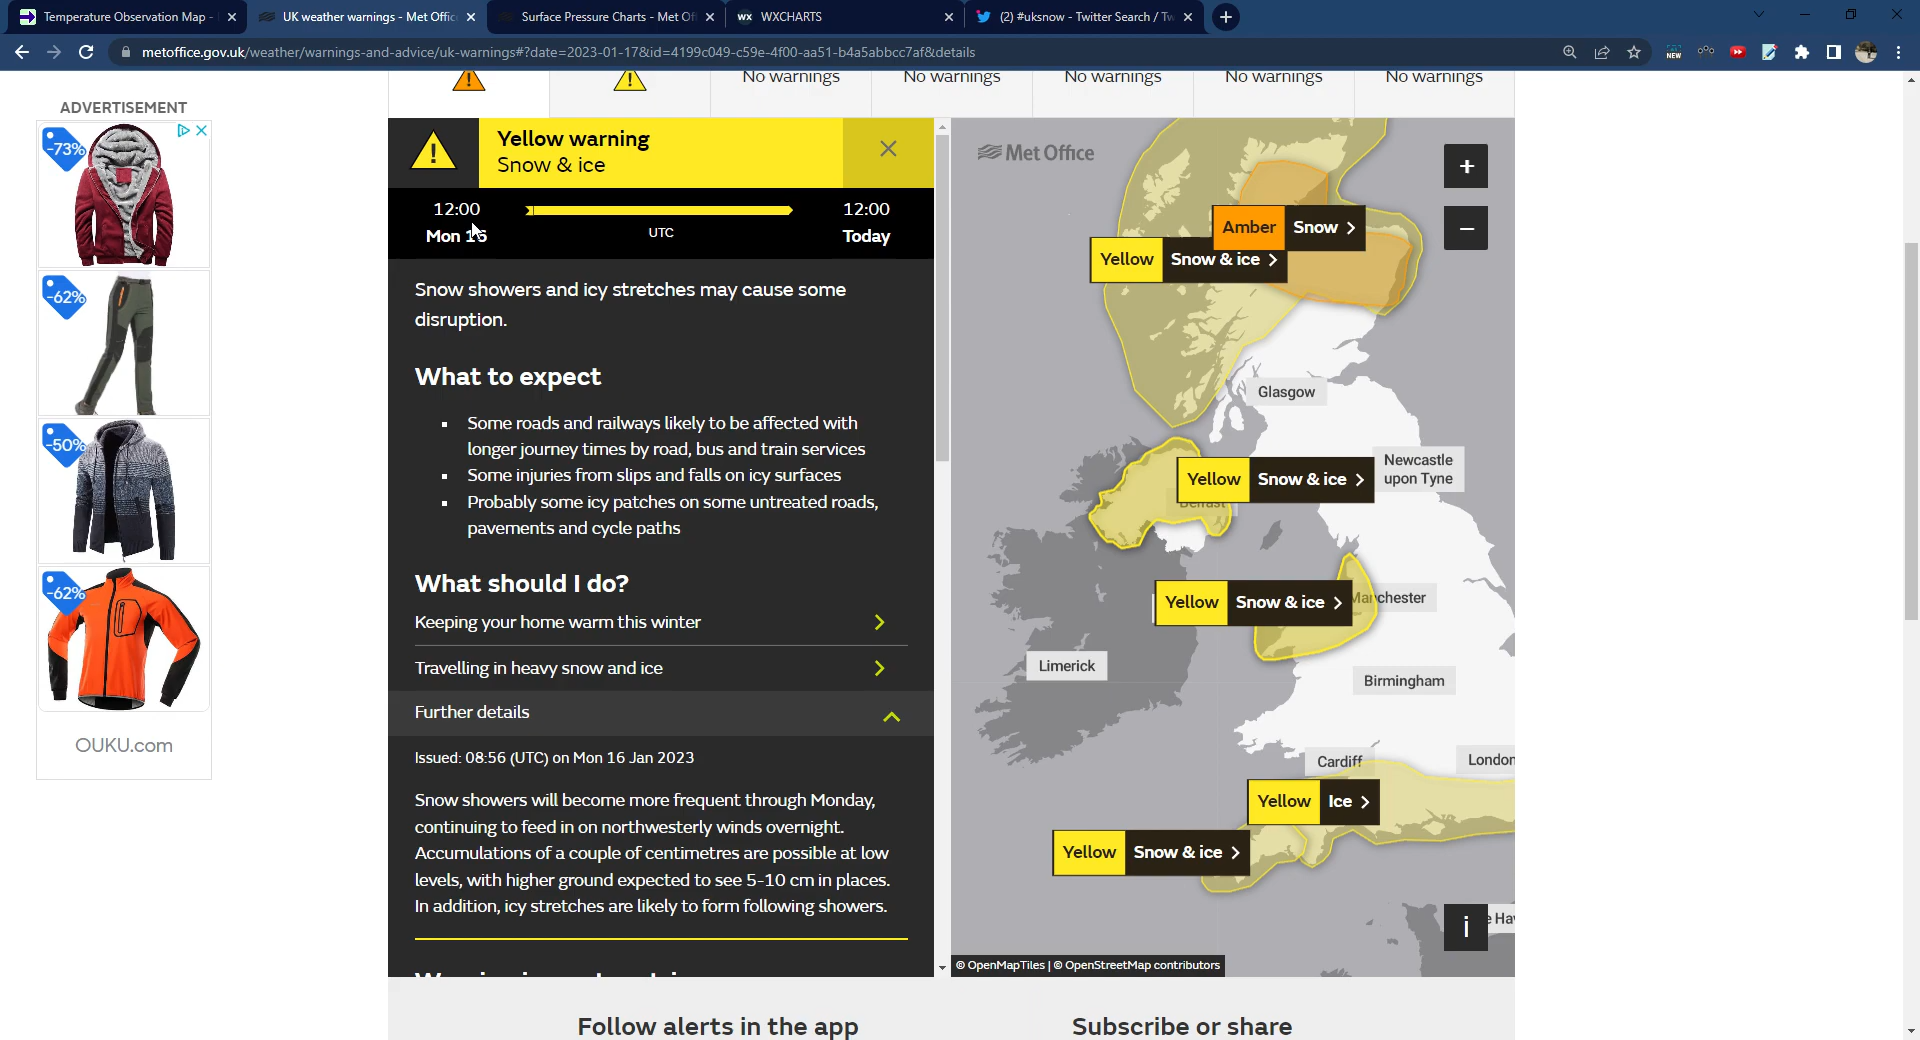 Temperature Observation Map -
UK weather warnings - Met Offic
Surface Pressure Charts - Met Of
WX WXCHARTS
(2) #uksnow - Twitter Search / Tw
metoffice.gov.uk/weather/warnings-and-advice/uk-warnings#?date=2023-01-17&id=4199c049-c59e-4f00-aa51-b4a5abbcc7af&details
NEW
No warnings
No warnings
No warnings
No warnings
No warnings
ADVERTISEMENT
-73%
-62%
-50%
-62%
OUKU.com
Yellow warning
Snow & ice
12:00
Mon 16
UTC
12:00
Today
Snow showers and icy stretches may cause some
disruption.
What to expect
Some roads and railways likely to be affected with
longer journey times by road, bus and train services
Some injuries from slips and falls on icy surfaces
Probably some icy patches on some untreated roads,
pavements and cycle paths
What should I do?
Keeping your home warm this winter
Travelling in heavy snow and ice
Further details
Issued: 08:56 (UTC) on Mon 16 Jan 2023
Snow showers will become more frequent through Monday,
continuing to feed in on northwesterly winds overnight.
Accumulations of a couple of centimetres are possible at low
levels, with higher ground expected to see 5-10 cm in places.
In addition, icy stretches are likely to form following showers.
Met Office
+
−
Amber Snow
Yellow Snow & ice
Glasgow
Newcastle
upon Tyne
Yellow Snow & ice
Belfast
Yellow Snow & ice
Manchester
Limerick
Birmingham
Cardiff
London
Yellow Ice
Yellow Snow & ice
i
e Ha
© OpenMapTiles | © OpenStreetMap contributors
Follow alerts in the app
Subscribe or share